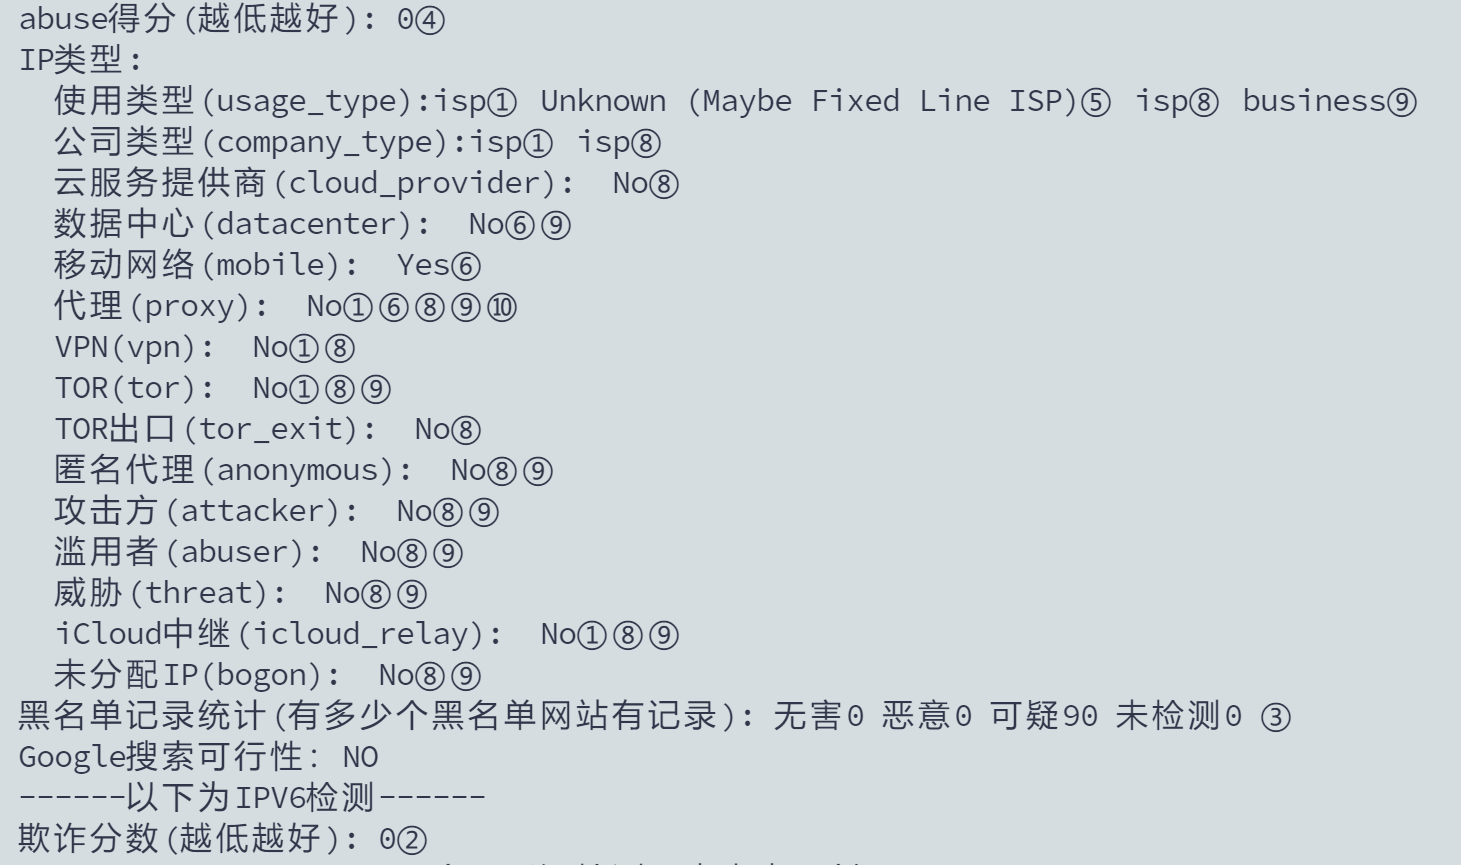 abuse得分(越低越好): 0④
IP类型:
使用类型(usage_type):isp① Unknown (Maybe Fixed Line ISP)⑤ isp⑧ business⑨
公司类型(company_type):isp① isp⑧
云服务提供商(cloud_provider): No⑧
数据中心(datacenter): No⑥⑨
移动网络(mobile): Yes⑥
代理(proxy): No①⑥⑧⑨⑩
VPN(vpn): No①⑧
TOR(tor): No①⑧⑨
TOR出口(tor_exit): No⑧
匿名代理(anonymous): No⑧⑨
攻击方(attacker): No⑧⑨
滥用者(abuser): No⑧⑨
威胁(threat): No⑧⑨
iCloud中继(icloud_relay): No①⑧⑨
未分配IP(bogon): No⑧⑨
黑名单记录统计(有多少个黑名单网站有记录): 无害0 恶意0 可疑90 未检测0 ③
Google搜索可行性: NO
------以下为IPV6检测------
欺诈分数(越低越好): 0②